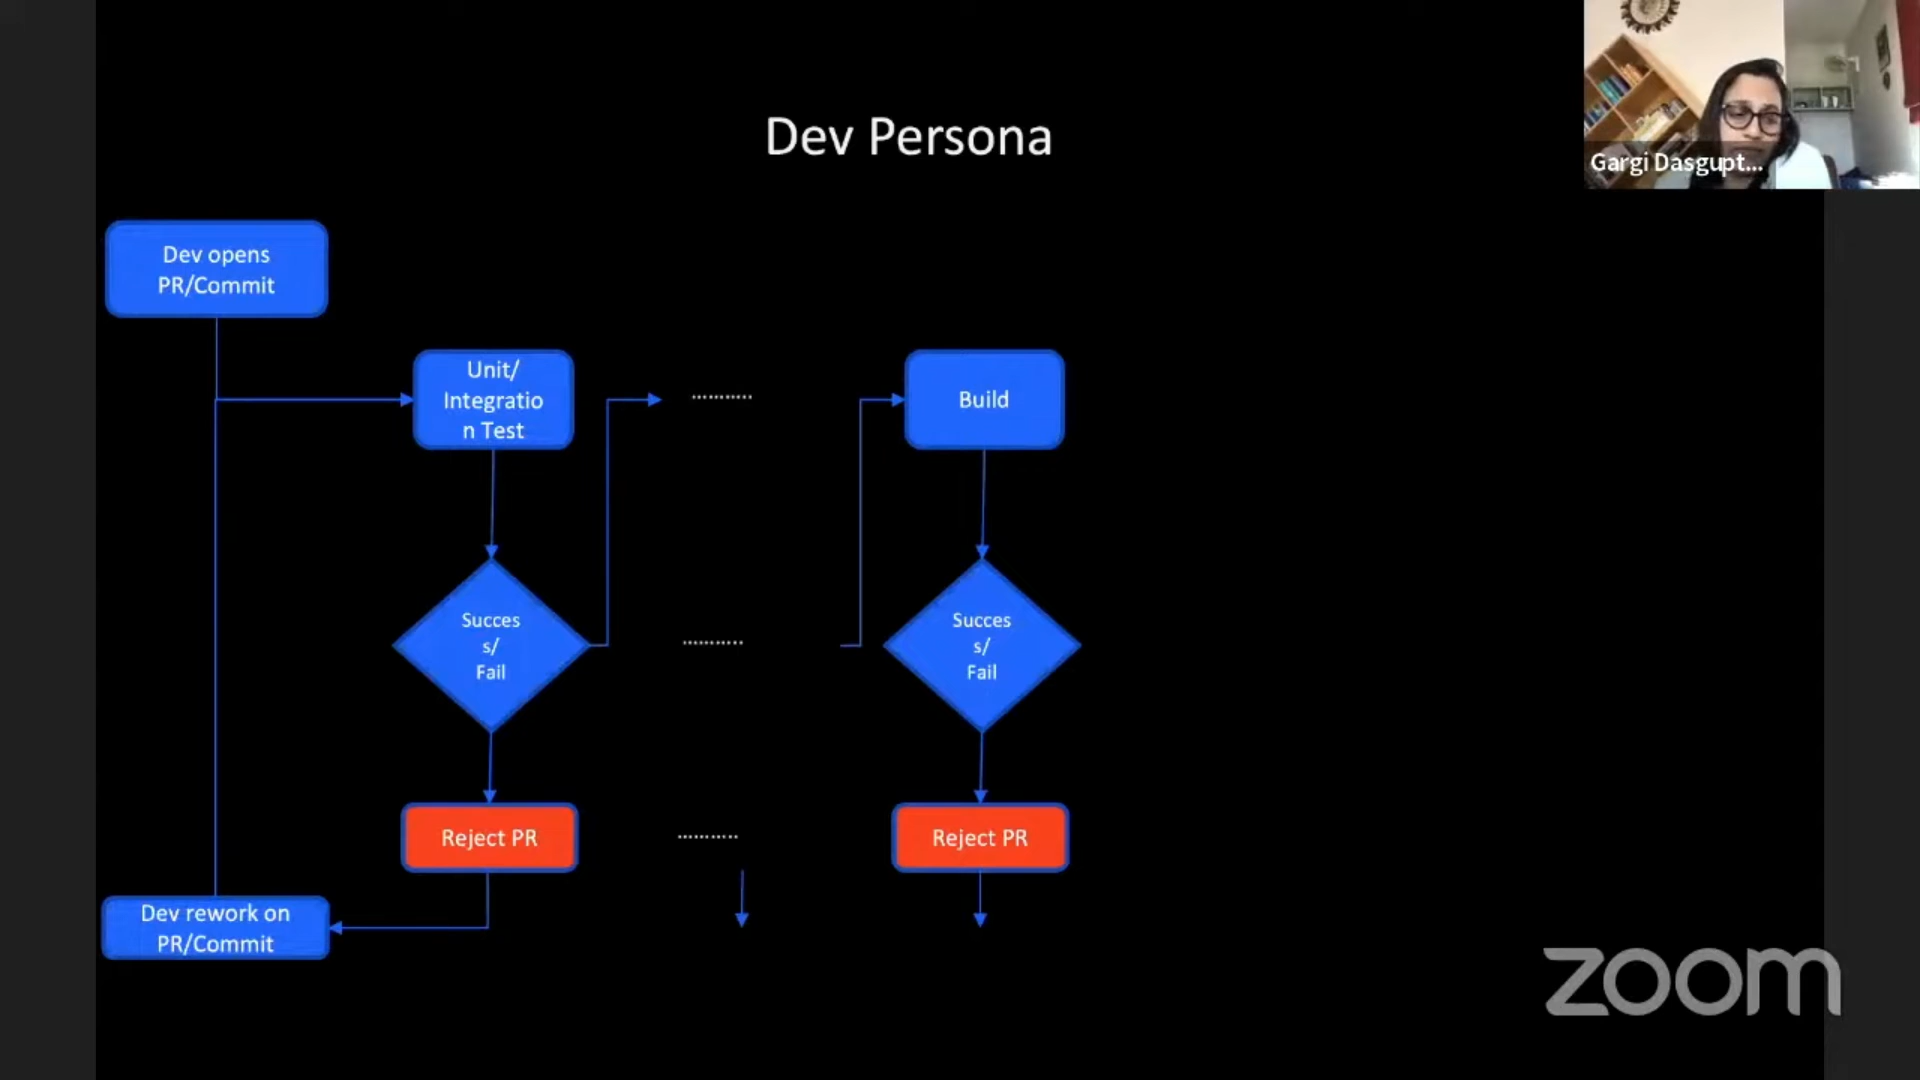 Dev Persona
Gargi Dasgupt...
Dev opens
PR/Commit
Unit/
Integratio
n Test
...........
Build
Succes
s/
Fail
...........
Succes
s/
Fail
Reject PR
...........
Reject PR
Dev rework on
PR/Commit
zoom